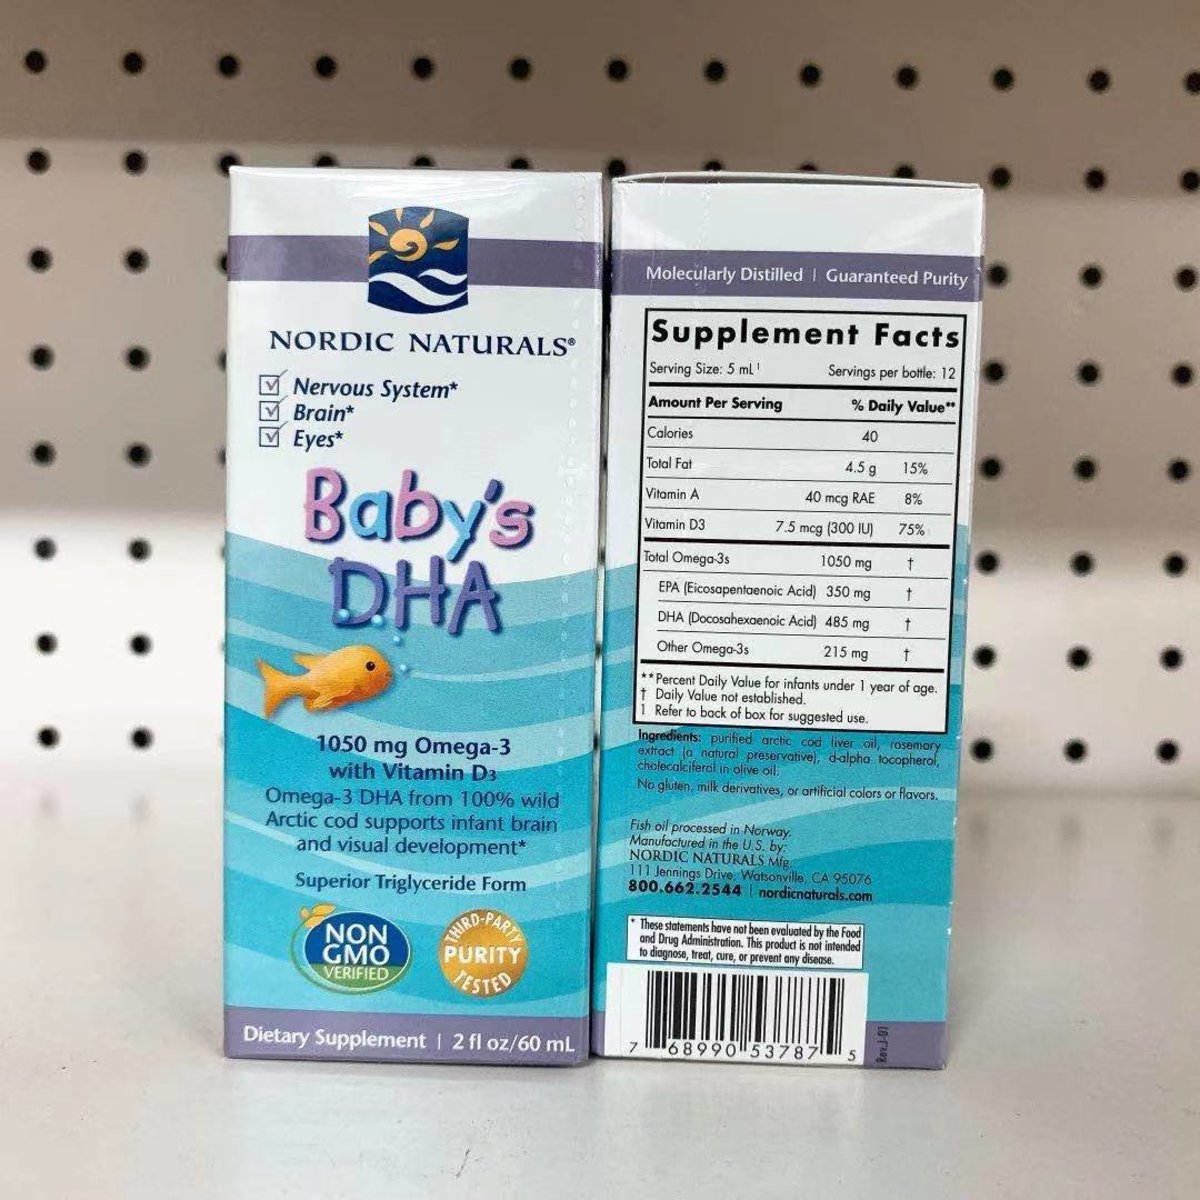 NORDIC NATURALS®
Nervous System*
Brain*
Eyes*
Baby's
DHA
1050 mg Omega-3
with Vitamin D3
Omega-3 DHA from 100% wild
Arctic cod supports infant brain
and visual development*
Superior Triglyceride Form
NON
GMO
VERIFIED
THIRD-PARTY
PURITY
TESTED
Dietary Supplement | 2 fl oz/60 mL
Molecularly Distilled | Guaranteed Purity
Supplement Facts
Serving Size: 5 mL¹ Servings per bottle: 12
Amount Per Serving % Daily Value**
Calories 40
Total Fat 4.5 g 15%
Vitamin A 40 mcg RAE 8%
Vitamin D3 7.5 mcg (300 IU) 75%
Total Omega-3s 1050 mg †
EPA (Eicosapentaenoic Acid) 350 mg †
DHA (Docosahexaenoic Acid) 485 mg †
Other Omega-3s 215 mg †
**Percent Daily Value for infants under 1 year of age.
† Daily Value not established.
1 Refer to back of box for suggested use.
Ingredients: purified arctic cod liver oil, rosemary
extract (a natural preservative), d-alpha tocopherol,
cholecalciferol in olive oil.
No gluten, milk derivatives, or artificial colors or flavors.
Fish oil processed in Norway.
Manufactured in the U.S. by:
NORDIC NATURALS Mfg.
111 Jennings Drive, Watsonville, CA 95076
800.662.2544 | nordicnaturals.com
* These statements have not been evaluated by the Food
and Drug Administration. This product is not intended
to diagnose, treat, cure, or prevent any disease.
7 68990 53787 5
Rev.J-01